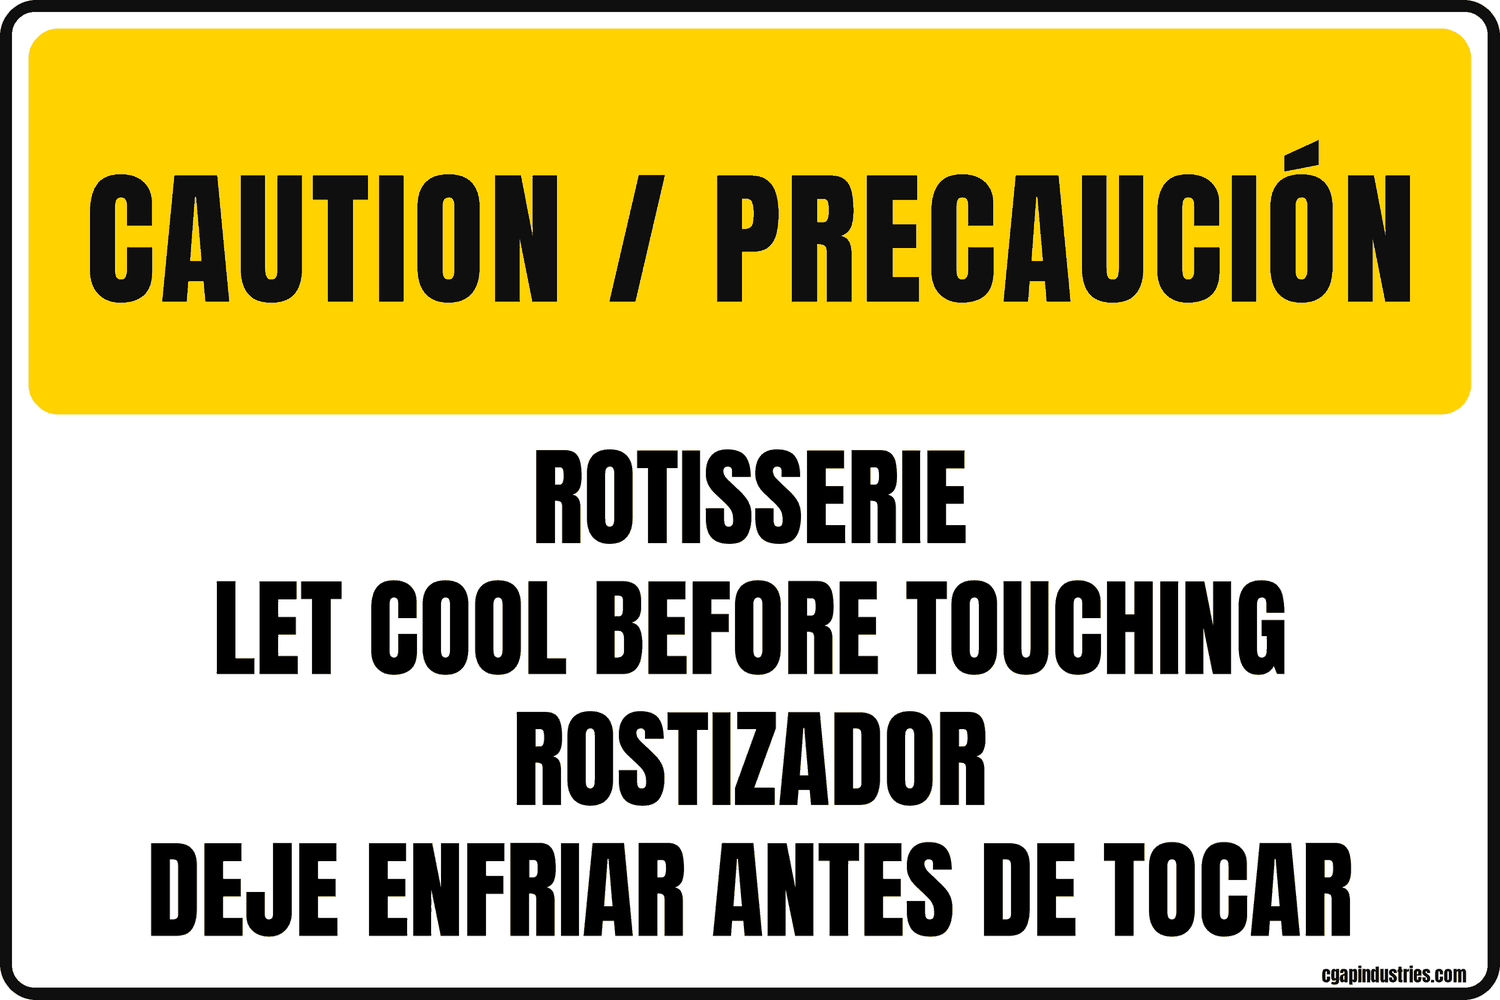 CAUTION / PRECAUCIÓN
ROTISSERIE
LET COOL BEFORE TOUCHING
ROSTIZADOR
DEJE ENFRIAR ANTES DE TOCAR
cgapindustries.com